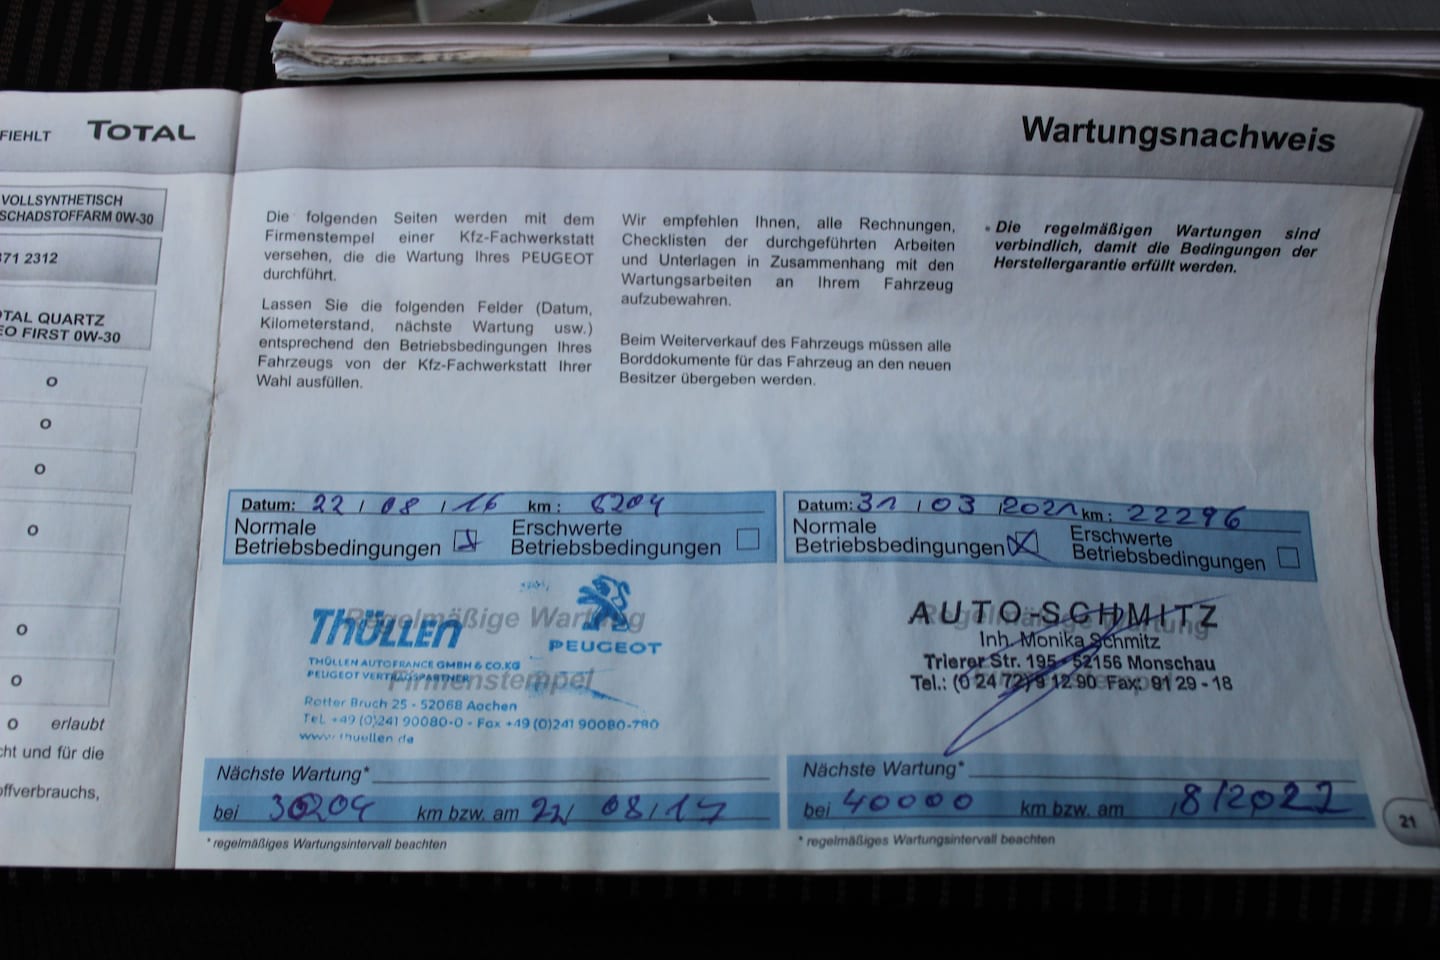 FIEHLT TOTAL
VOLLSYNTHETISCH
SCHADSTOFFARM 0W-30
71 2312
TAL QUARTZ
EO FIRST 0W-30
o
o
o
o
o
o
o erlaubt
cht und für die
offverbrauchs,
Wartungsnachweis
Die folgenden Seiten werden mit dem
Firmenstempel einer Kfz-Fachwerkstatt
versehen, die die Wartung Ihres PEUGEOT
durchführt.
Lassen Sie die folgenden Felder (Datum,
Kilometerstand, nächste Wartung usw.)
entsprechend den Betriebsbedingungen Ihres
Fahrzeugs von der Kfz-Fachwerkstatt Ihrer
Wahl ausfüllen.
Wir empfehlen Ihnen, alle Rechnungen,
Checklisten der durchgeführten Arbeiten
und Unterlagen in Zusammenhang mit den
Wartungsarbeiten an Ihrem Fahrzeug
aufzubewahren.
Beim Weiterverkauf des Fahrzeugs müssen alle
Borddokumente für das Fahrzeug an den neuen
Besitzer übergeben werden.
Die regelmäßigen Wartungen sind
verbindlich, damit die Bedingungen der
Herstellergarantie erfüllt werden.
Datum: 22 / 08 / 16 km: 6204
Normale
Betriebsbedingungen
Erschwerte
Betriebsbedingungen
Regelmäßige Wartung
THÜLLEN
PEUGEOT
THÜLLEN AUTOFRANCE GMBH & CO.KG
PEUGEOT VERTRAGSPARTNER
Firmenstempel
Rotter Bruch 25 - 52068 Aachen
Tel. +49 (0)241 90080-0 - Fax +49 (0)241 90080-780
www.thuellen.de
Nächste Wartung*
bei 30204 km bzw. am 22/ 08/17
* regelmäßiges Wartungsintervall beachten
Datum: 31 / 03 /2021 km: 22296
Normale
Betriebsbedingungen
Erschwerte
Betriebsbedingungen
Regelmäßige Wartung
AUTO-SCHMITZ
Inh. Monika Schmitz
Trierer Str. 195 - 52156 Monschau
Tel.: (0 24 72) 9 12 90 Fax: 91 29 - 18
Nächste Wartung*
bei 40000 km bzw. am /8/2022
* regelmäßiges Wartungsintervall beachten
21